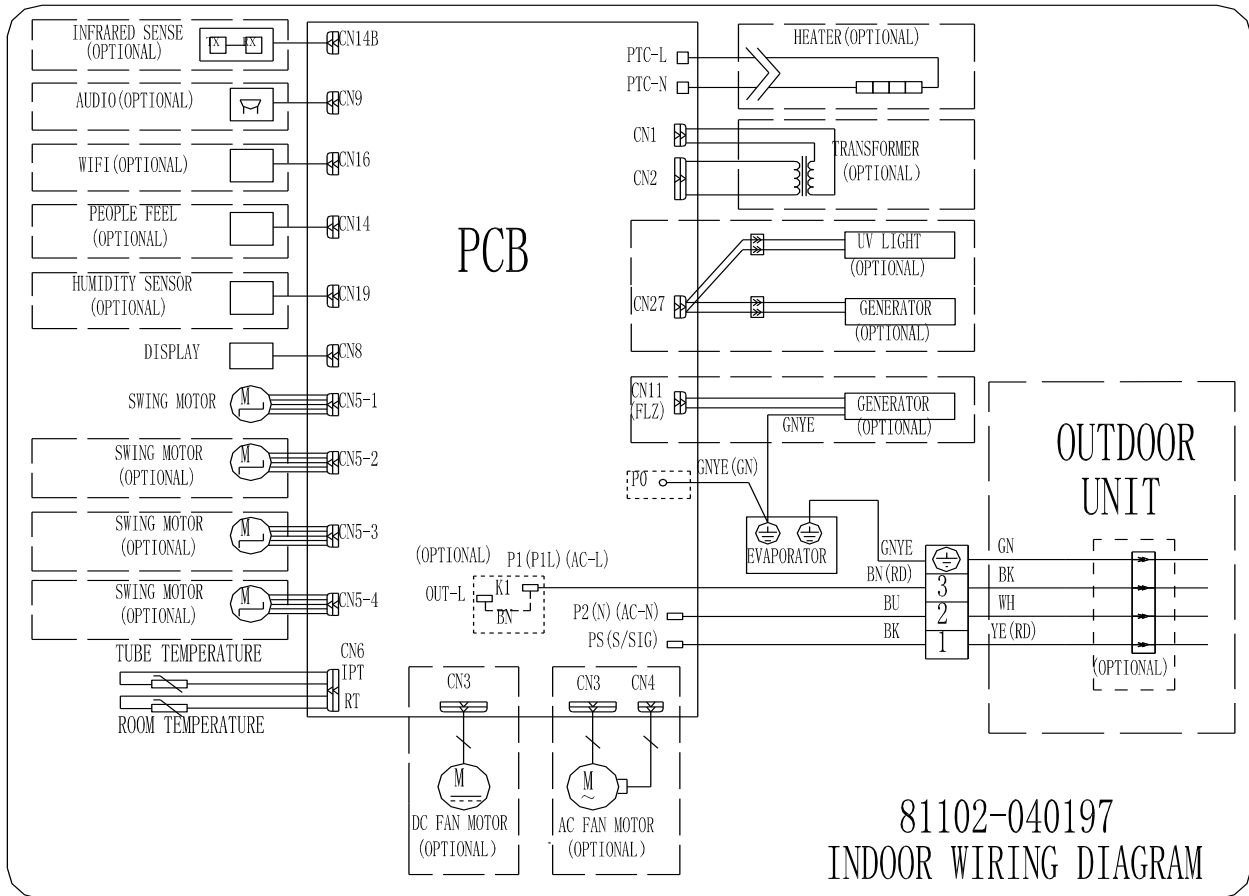 INFRARED SENSE
(OPTIONAL)
TX RX
CN14B
AUDIO(OPTIONAL)
CN9
WIFI(OPTIONAL)
CN16
PEOPLE FEEL
(OPTIONAL)
CN14
HUMIDITY SENSOR
(OPTIONAL)
CN19
DISPLAY
CN8
SWING MOTOR
M
CN5-1
SWING MOTOR
(OPTIONAL)
M
CN5-2
SWING MOTOR
(OPTIONAL)
M
CN5-3
SWING MOTOR
(OPTIONAL)
M
CN5-4
TUBE TEMPERATURE
CN6
IPT
RT
ROOM TEMPERATURE
PCB
PTC-L
PTC-N
HEATER(OPTIONAL)
CN1
CN2
TRANSFORMER
(OPTIONAL)
CN27
UV LIGHT
(OPTIONAL)
GENERATOR
(OPTIONAL)
CN11
(FLZ)
GENERATOR
(OPTIONAL)
GNYE
P0
GNYE(GN)
EVAPORATOR
(OPTIONAL)
P1(P1L)(AC-L)
OUT-L
K1
BN
P2(N)(AC-N)
PS(S/SIG)
GNYE
BN(RD)
BU
BK
3
2
1
GN
BK
WH
YE(RD)
OUTDOOR
UNIT
(OPTIONAL)
CN3
M
DC FAN MOTOR
(OPTIONAL)
CN3 CN4
M
~
AC FAN MOTOR
(OPTIONAL)
81102-040197
INDOOR WIRING DIAGRAM